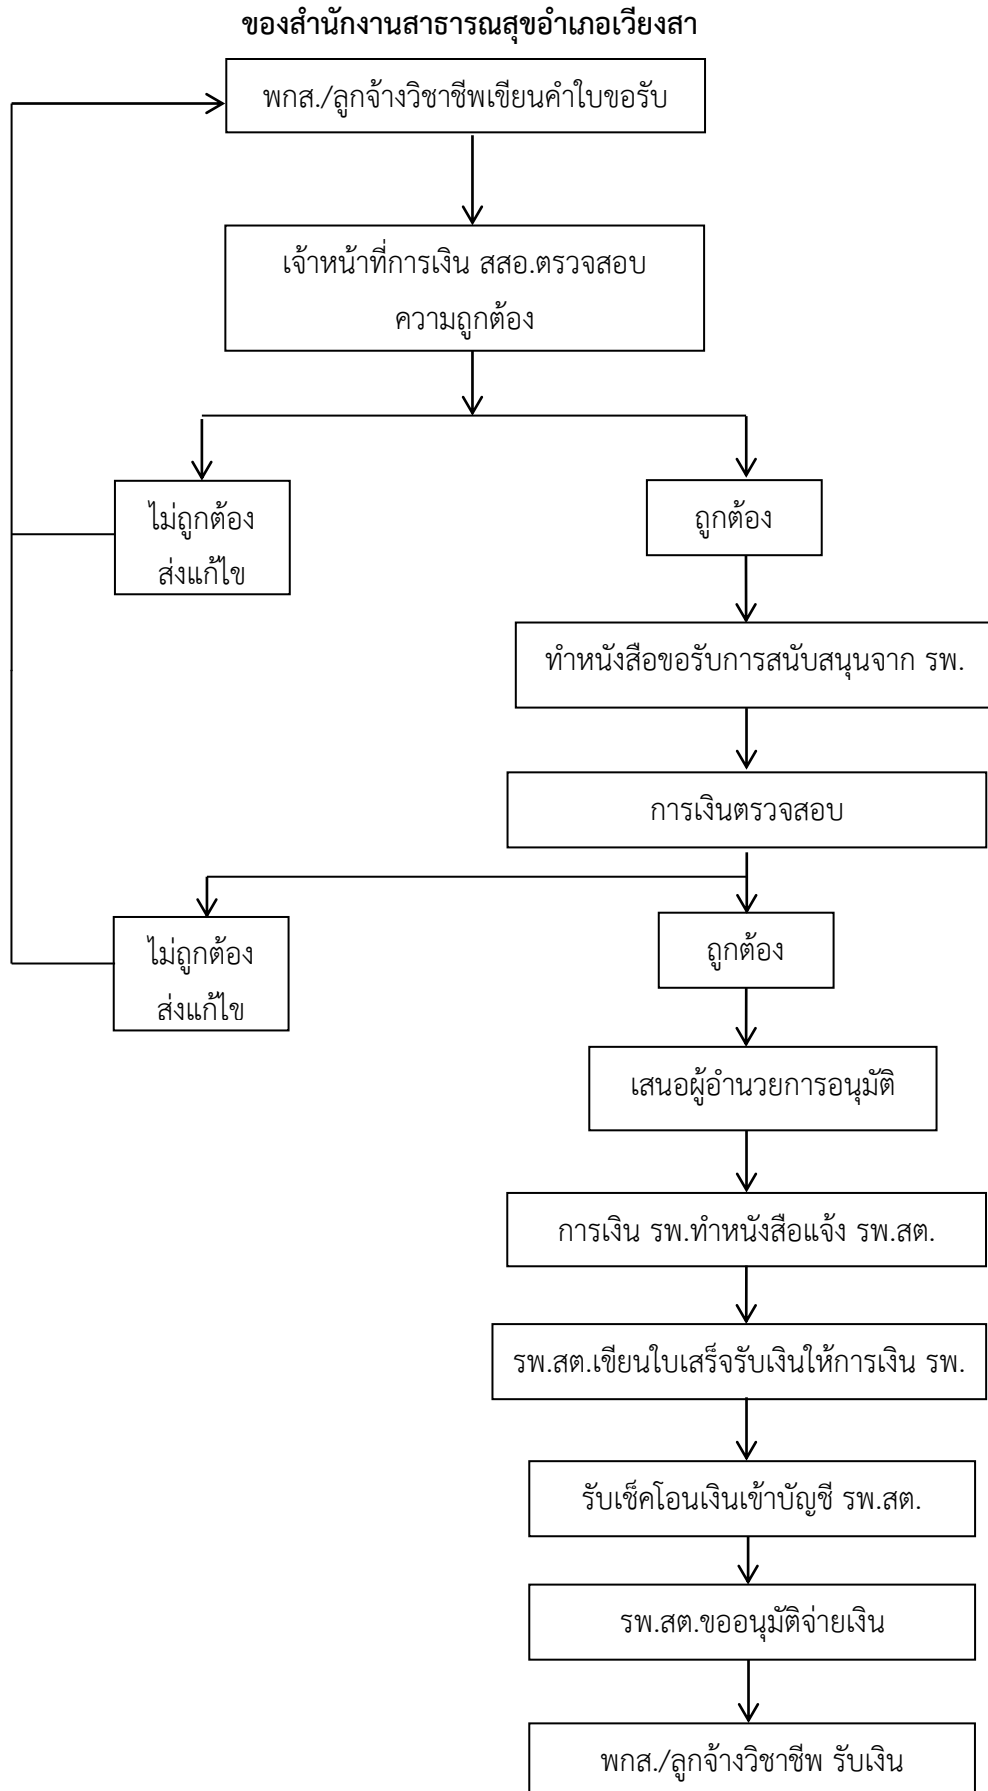 ของสำนักงานสาธารณสุขอำเภอเวียงสา
พกส./ลูกจ้างวิชาชีพเขียนคำใบขอรับ
เจ้าหน้าที่การเงิน สสอ.ตรวจสอบ
ความถูกต้อง
ไม่ถูกต้อง
ส่งแก้ไข
ถูกต้อง
ทำหนังสือขอรับการสนับสนุนจาก รพ.
การเงินตรวจสอบ
ไม่ถูกต้อง
ส่งแก้ไข
ถูกต้อง
เสนอผู้อำนวยการอนุมัติ
การเงิน รพ.ทำหนังสือแจ้ง รพ.สต.
รพ.สต.เขียนใบเสร็จรับเงินให้การเงิน รพ.
รับเช็คโอนเงินเข้าบัญชี รพ.สต.
รพ.สต.ขออนุมัติจ่ายเงิน
พกส./ลูกจ้างวิชาชีพ รับเงิน